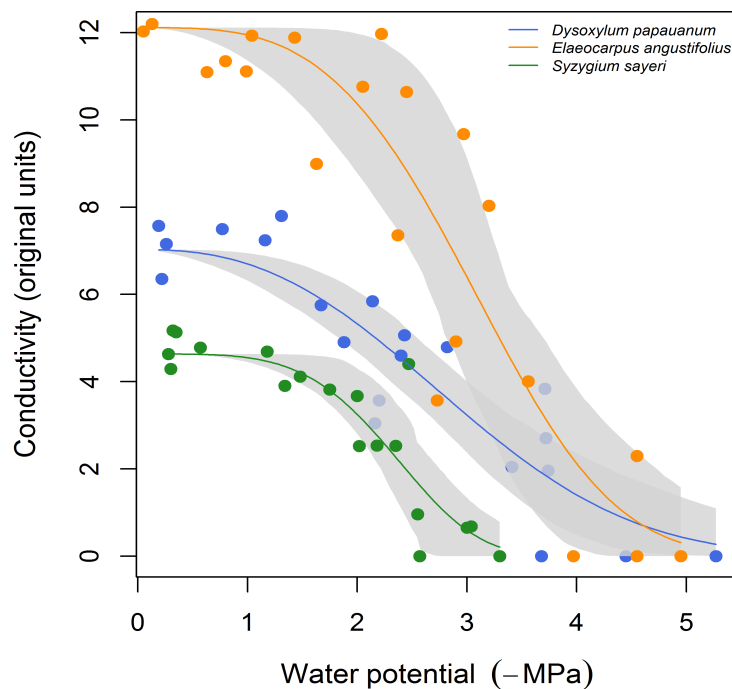 Dysoxylum papauanum
Elaeocarpus angustifolius
Syzygium sayeri
Conductivity (original units)
12
10
8
6
4
2
0
0 1 2 3 4 5
Water potential (−MPa)